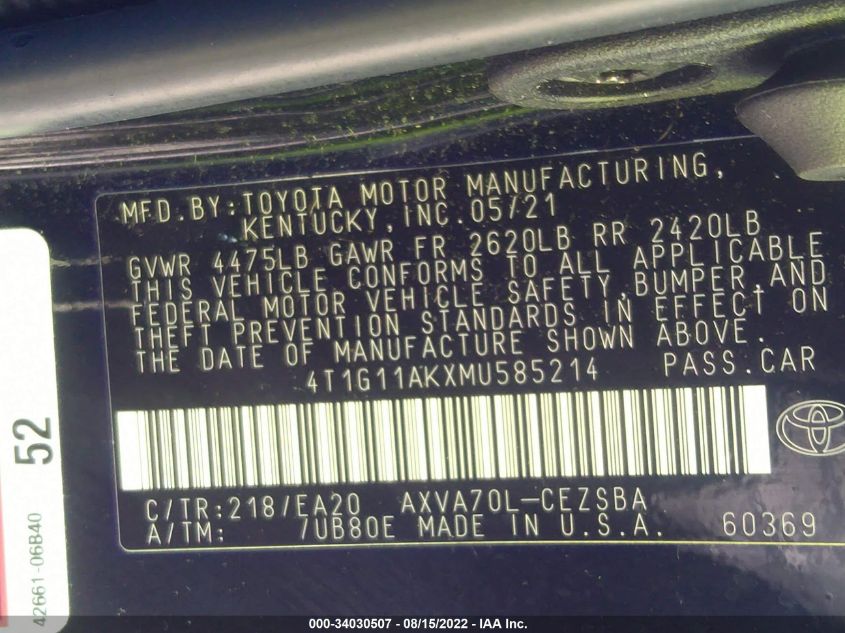 MFD.BY:TOYOTA MOTOR MANUFACTURING,
KENTUCKY,INC.05/21
GVWR 4475LB GAWR FR 2620LB RR 2420LB
THIS VEHICLE CONFORMS TO ALL APPLICABLE
FEDERAL MOTOR VEHICLE SAFETY,BUMPER,AND
THEFT PREVENTION STANDARDS IN EFFECT ON
THE DATE OF MANUFACTURE SHOWN ABOVE.
4T1G11AKXMU585214 PASS.CAR
C/TR:218/EA20 AXVA70L-CEZSBA
A/TM: /UB80E MADE IN U.S.A. 60369
52
42661-06B40
000-34030507 - 08/15/2022 - IAA Inc.